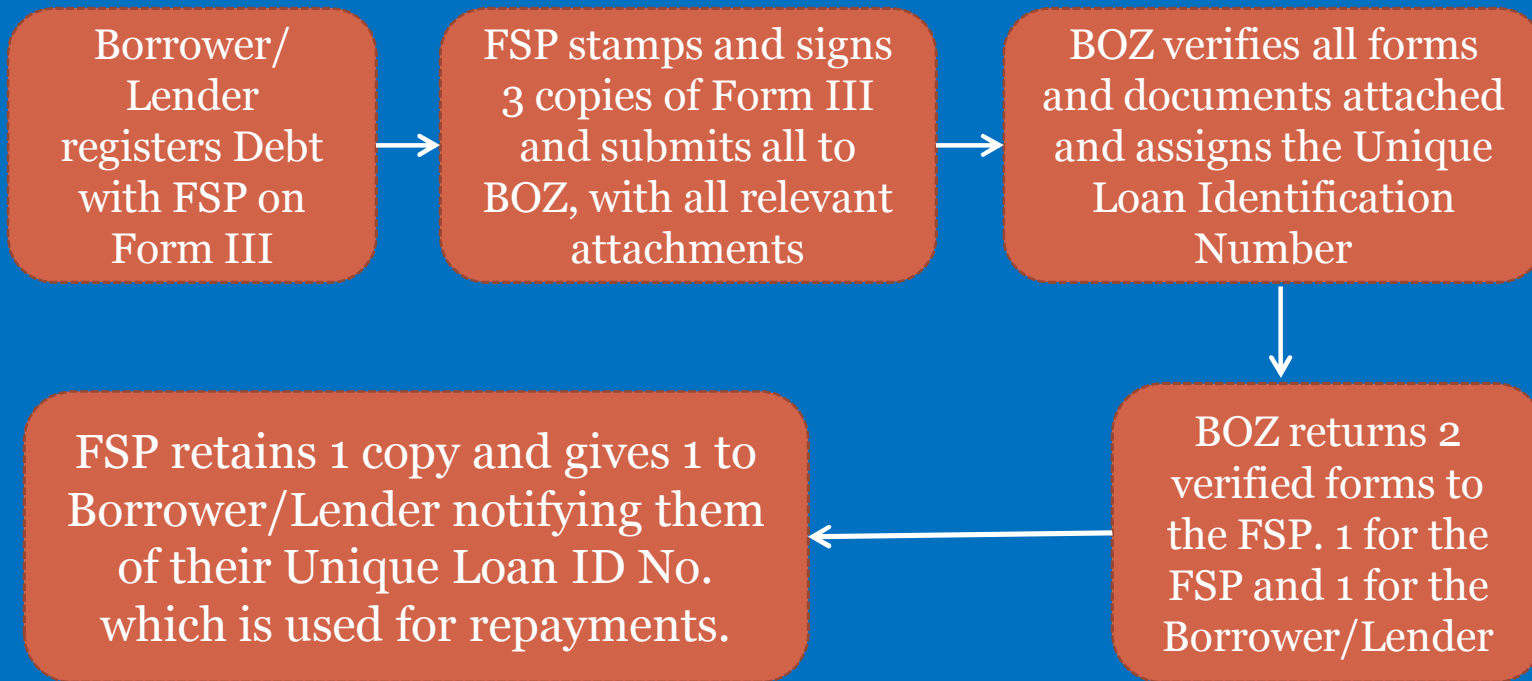 Borrower/
Lender
registers Debt
with FSP on
Form III
FSP stamps and signs
3 copies of Form III
and submits all to
BOZ, with all relevant
attachments
BOZ verifies all forms
and documents attached
and assigns the Unique
Loan Identification
Number
BOZ returns 2
verified forms to
the FSP. 1 for the
FSP and 1 for the
Borrower/Lender
FSP retains 1 copy and gives 1 to
Borrower/Lender notifying them
of their Unique Loan ID No.
which is used for repayments.